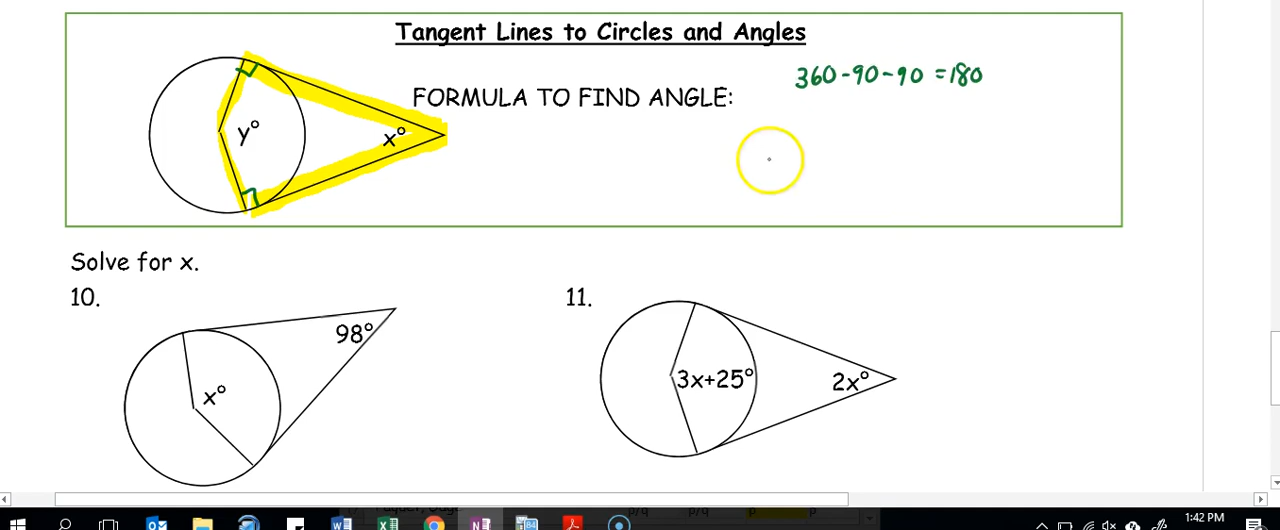 Tangent Lines to Circles and Angles
360-90-90 =180
FORMULA TO FIND ANGLE:
y° x°
Solve for x.
10. 11.
98°
x°
3x+25° 2x°
1:42 PM